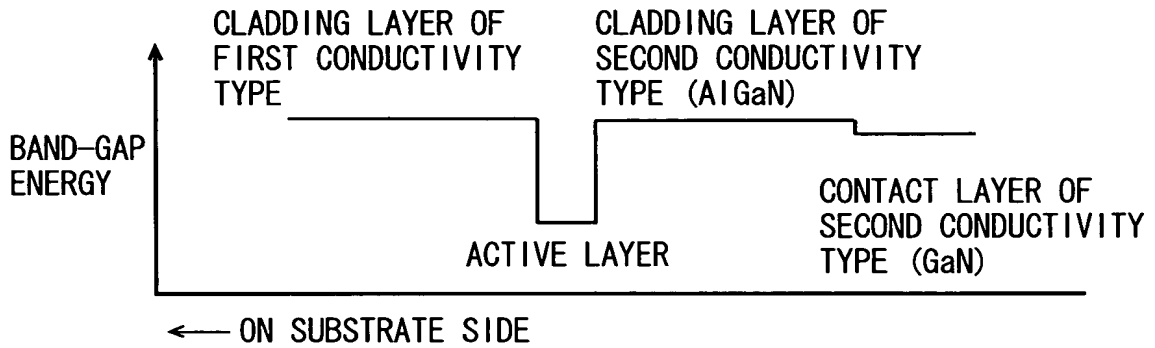 CLADDING LAYER OF
FIRST CONDUCTIVITY
TYPE
CLADDING LAYER OF
SECOND CONDUCTIVITY
TYPE (AlGaN)
BAND-GAP
ENERGY
ACTIVE LAYER
CONTACT LAYER OF
SECOND CONDUCTIVITY
TYPE (GaN)
ON SUBSTRATE SIDE